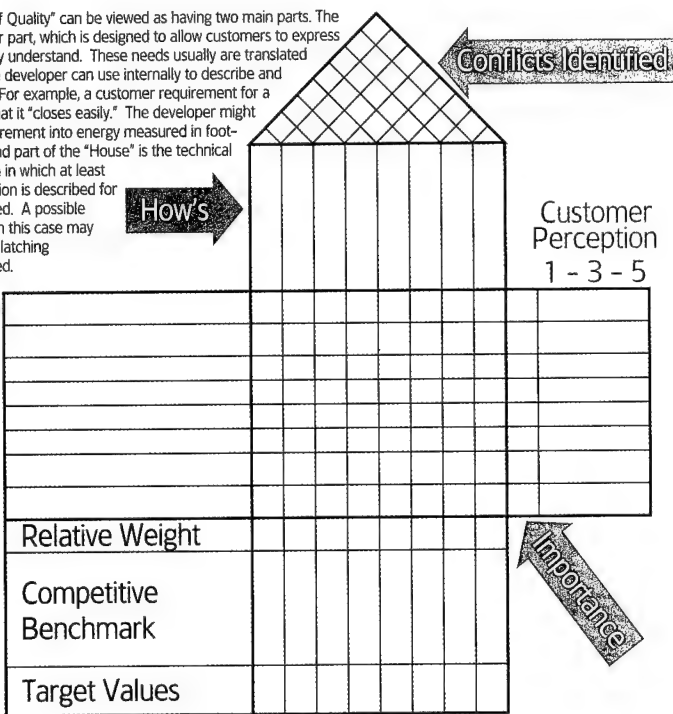 f Quality" can be viewed as having two main parts. The
r part, which is designed to allow customers to express
y understand. These needs usually are translated
developer can use internally to describe and
For example, a customer requirement for a
at it "closes easily." The developer might
rement into energy measured in foot-
nd part of the "House" is the technical
in which at least
ion is described for
ed. A possible
n this case may
latching
ed.
Conflicts Identified
How's
Customer
Perception
1 - 3 - 5
Relative Weight
Importance
Competitive
Benchmark
Target Values